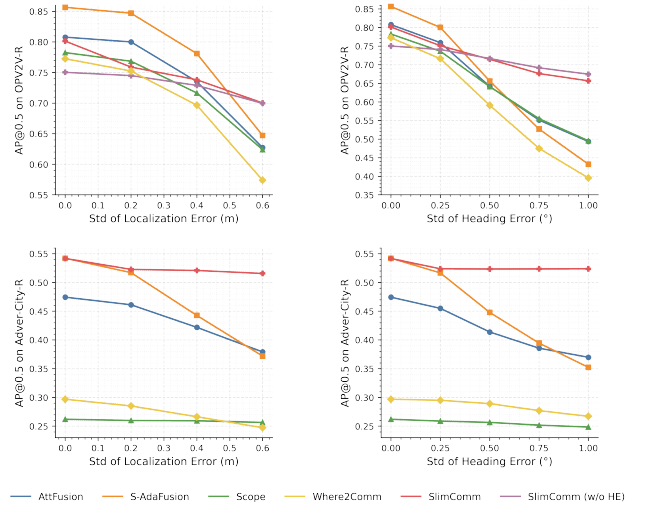 AP@0.5 on OPV2V-R
0.85
0.80
0.75
0.70
0.65
0.60
0.55
0.0 0.1 0.2 0.3 0.4 0.5 0.6
Std of Localization Error (m)
AP@0.5 on OPV2V-R
0.85
0.80
0.75
0.70
0.65
0.60
0.55
0.50
0.45
0.40
0.35
0.00 0.25 0.50 0.75 1.00
Std of Heading Error (°)
AP@0.5 on Adver-City-R
0.55
0.50
0.45
0.40
0.35
0.30
0.25
0.0 0.1 0.2 0.3 0.4 0.5 0.6
Std of Localization Error (m)
AP@0.5 on Adver-City-R
0.55
0.50
0.45
0.40
0.35
0.30
0.25
0.00 0.25 0.50 0.75 1.00
Std of Heading Error (°)
AttFusion S-AdaFusion Scope Where2Comm SlimComm SlimComm (w/o HE)